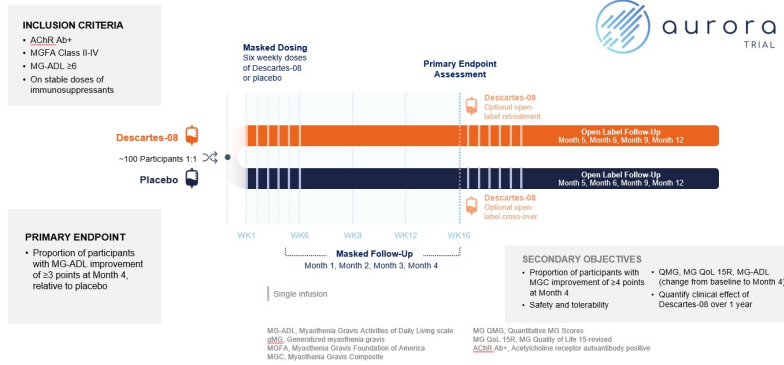 INCLUSION CRITERIA
• AChR Ab+
• MGFA Class II-IV
• MG-ADL ≥6
• On stable doses of
immunosuppressants
aurora
TRIAL
Masked Dosing
Six weekly doses
of Descartes-08
or placebo
Primary Endpoint
Assessment
Descartes-08
Optional open-
label retreatment
Descartes-08
Open Label Follow-Up
Month 5, Month 6, Month 9, Month 12
~100 Participants 1:1
Placebo
Open Label Follow-Up
Month 5, Month 6, Month 9, Month 12
Descartes-08
Optional open-
label cross-over
WK1
WK6
WK8
WK12
WK16
Masked Follow-Up
Month 1, Month 2, Month 3, Month 4
Single infusion
PRIMARY ENDPOINT
• Proportion of participants
with MG-ADL improvement
of ≥3 points at Month 4,
relative to placebo
SECONDARY OBJECTIVES
• Proportion of participants with
MGC improvement of ≥4 points
at Month 4
• Safety and tolerability
• QMG, MG QoL 15R, MG-ADL
(change from baseline to Month 4)
• Quantify clinical effect of
Descartes-08 over 1 year
MG-ADL, Myasthenia Gravis Activities of Daily Living scale
gMG, Generalized myasthenia gravis
MGFA, Myasthenia Gravis Foundation of America
MGC, Myasthenia Gravis Composite
MG QMG, Quantitative MG Scores
MG QoL 15R, MG Quality of Life 15-revised
AChR Ab+, Acetylcholine receptor autoantibody positive